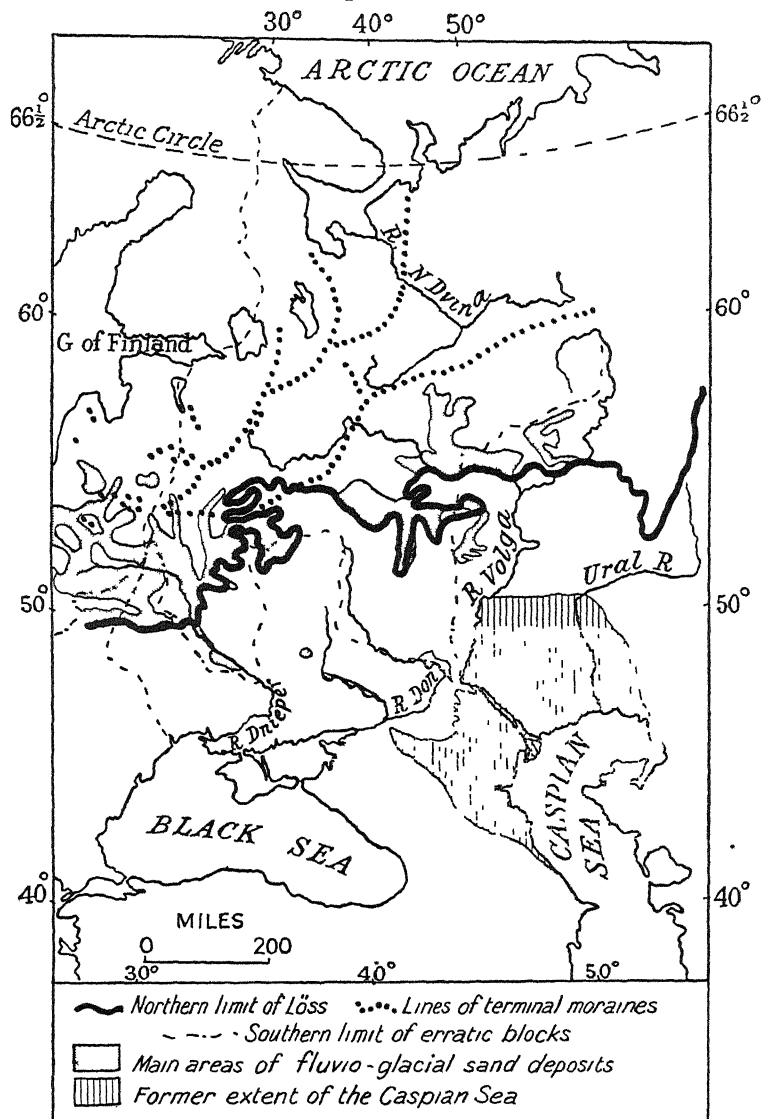 30° 40° 50°
ARCTIC OCEAN
66½° 66½°
Arctic Circle
R. N Dvina
60° 60°
G of Finland
R Volga
Ural R
50° 50°
R Don
R Dnieper
CASPIAN SEA
BLACK SEA
40° 40°
MILES
0 200
30° 40° 50°
Northern limit of Löss Lines of terminal moraines
Southern limit of erratic blocks
Main areas of fluvio-glacial sand deposits
Former extent of the Caspian Sea